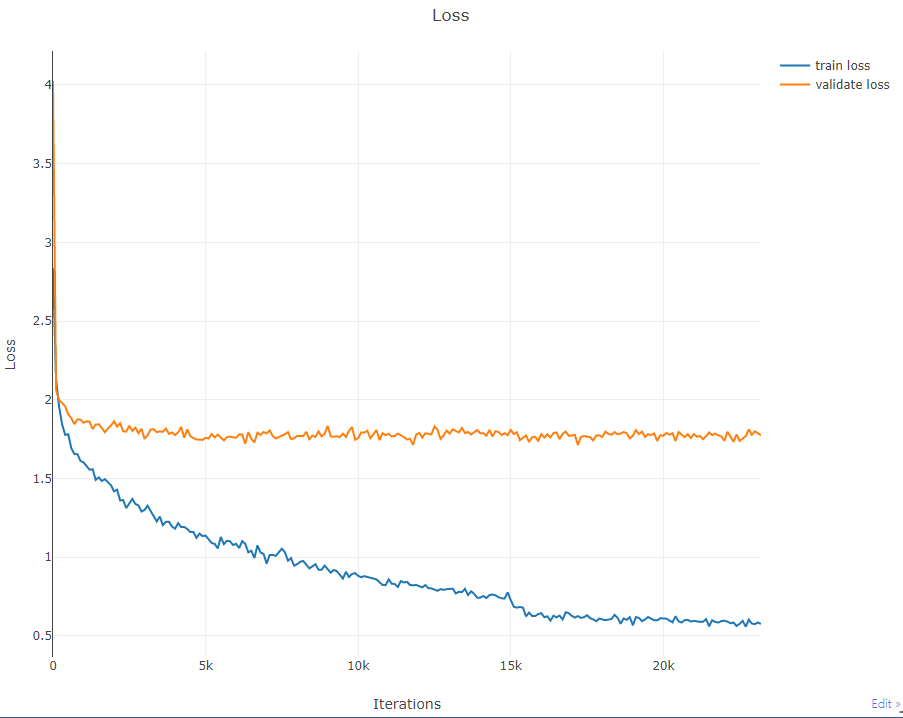 Loss
train loss
validate loss
4
3.5
3
2.5
2
1.5
1
0.5
Loss
0
5k
10k
15k
20k
Iterations
Edit »